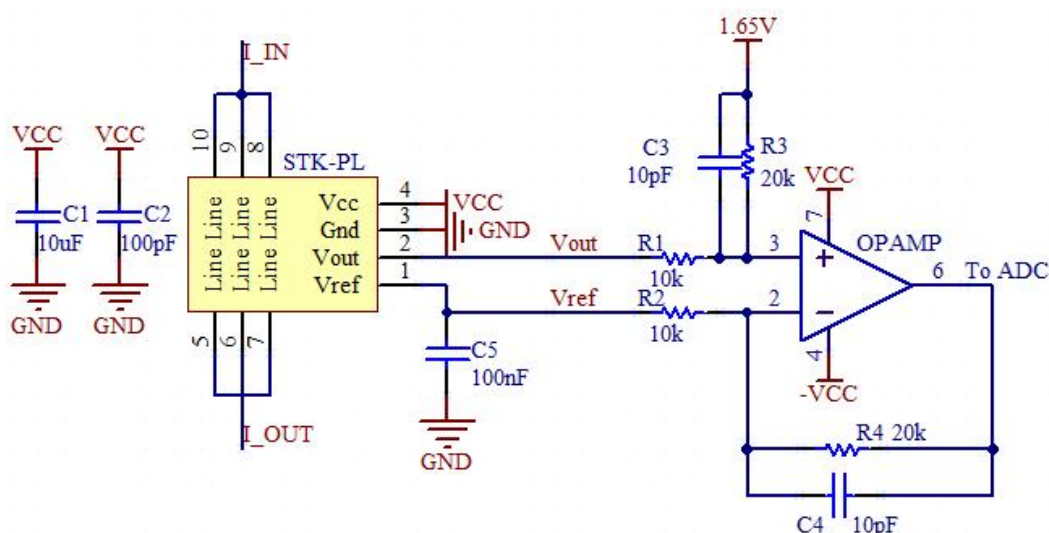 1.65V
I_IN
VCC
VCC
C1
10uF
C2
100pF
GND
GND
10
9
8
STK-PL
Line Line
Line Line
Line Line
Vcc
Gnd
Vout
Vref
4
3
2
1
VCC
GND
5
6
7
I_OUT
C5
100nF
GND
Vout
R1
10k
Vref
R2
10k
C3
10pF
R3
20k
VCC
7
OPAMP
3
+
2
−
6
To ADC
4
-VCC
R4 20k
C4
10pF